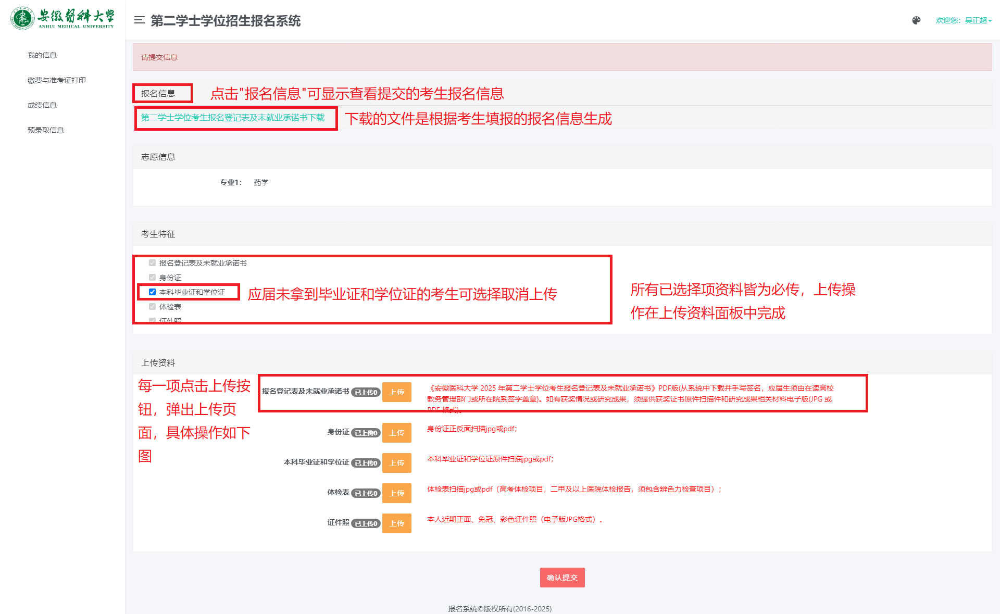 安徽医科大学
ANHUI MEDICAL UNIVERSITY
第二学士学位招生报名系统
欢迎您：吴正超
我的信息
缴费与准考证打印
成绩信息
预录取信息
请提交信息
报名信息
点击"报名信息"可显示查看提交的考生报名信息
第二学士学位考生报名登记表及未就业承诺书下载
下载的文件是根据考生填报的报名信息生成
志愿信息
专业1： 药学
考生特征
报名登记表及未就业承诺书
身份证
本科毕业证和学位证
应届未拿到毕业证和学位证的考生可选择取消上传
体检表
证件照
所有已选择项资料皆为必传，上传操
作在上传资料面板中完成
上传资料
每一项点击上传按
钮，弹出上传页
面，具体操作如下
图
报名登记表及未就业承诺书 已上传0 上传
《安徽医科大学 2025 年第二学士学位考生报名登记表及未就业承诺书》PDF版(从系统中下载并手写签名，应届生须由在读高校
教务管理部门或所在院系签字盖章)。如有获奖情况或研究成果，须提供获奖证书原件扫描件和研究成果相关材料电子版(JPG 或
PDF 格式)。
身份证 已上传0 上传 身份证正反面扫描jpg或pdf；
本科毕业证和学位证 已上传0 上传 本科毕业证和学位证原件扫描jpg或pdf；
体检表 已上传0 上传 体检表扫描jpg或pdf（高考体检项目，二甲及以上医院体检报告，须包含辨色力检查项目）；
证件照 已上传0 上传 本人近期正面、免冠、彩色证件照（电子版JPG格式）。
确认提交
报名系统©版权所有(2016-2025)